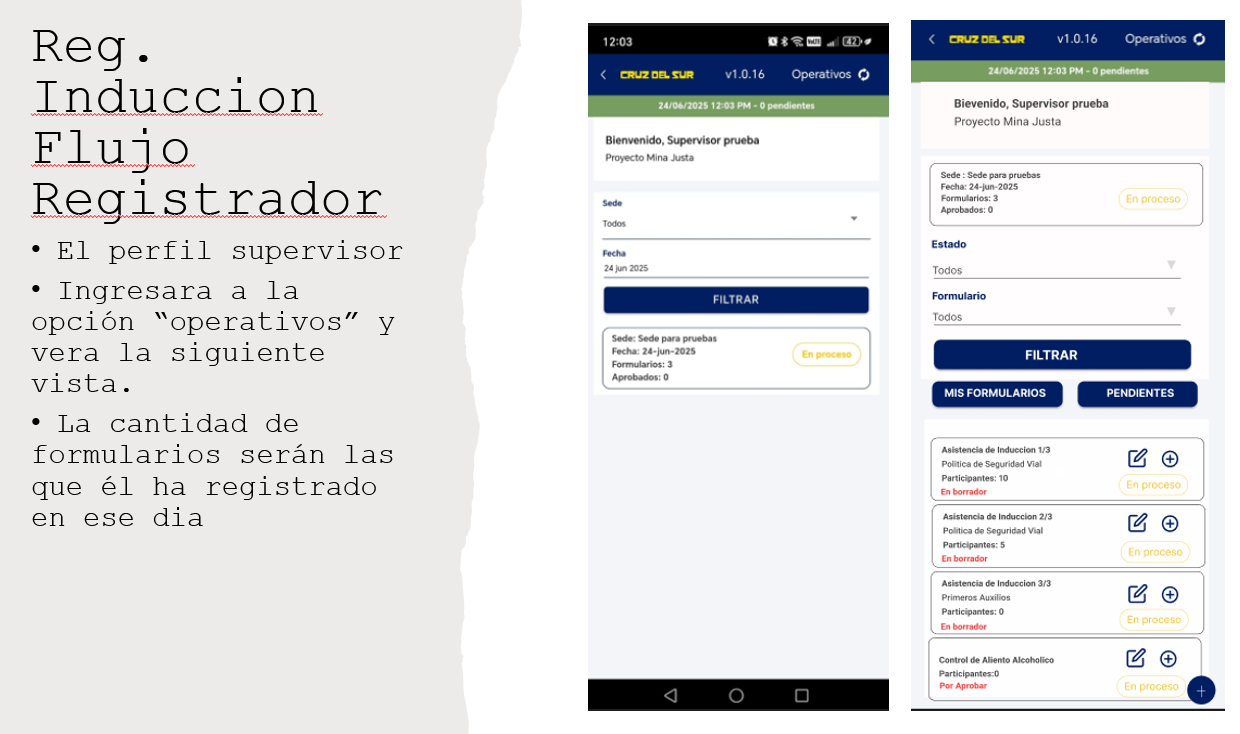 Reg.
Induccion
Flujo
Registrador
• El perfil supervisor
• Ingresara a la
opción “operativos” y
vera la siguiente
vista.
• La cantidad de
formularios serán las
que él ha registrado
en ese dia
12:03
42
CRUZ DEL SUR v1.0.16 Operativos
24/06/2025 12:03 PM - 0 pendientes
Bienvenido, Supervisor prueba
Proyecto Mina Justa
Sede
Todos
Fecha
24 jun 2025
FILTRAR
Sede: Sede para pruebas
Fecha: 24-jun-2025
Formularios: 3
Aprobados: 0
En proceso
CRUZ DEL SUR v1.0.16 Operativos
24/06/2025 12:03 PM - 0 pendientes
Bievenido, Supervisor prueba
Proyecto Mina Justa
Sede : Sede para pruebas
Fecha: 24-jun-2025
Formularios: 3
Aprobados: 0
En proceso
Estado
Todos
Formulario
Todos
FILTRAR
MIS FORMULARIOS PENDIENTES
Asistencia de Induccion 1/3
Politica de Seguridad Vial
Participantes: 10
En borrador
En proceso
Asistencia de Induccion 2/3
Politica de Seguridad Vial
Participantes: 5
En borrador
En proceso
Asistencia de Induccion 3/3
Primeros Auxilios
Participantes: 0
En borrador
En proceso
Control de Aliento Alcoholico
Participantes:0
Por Aprobar
En proceso